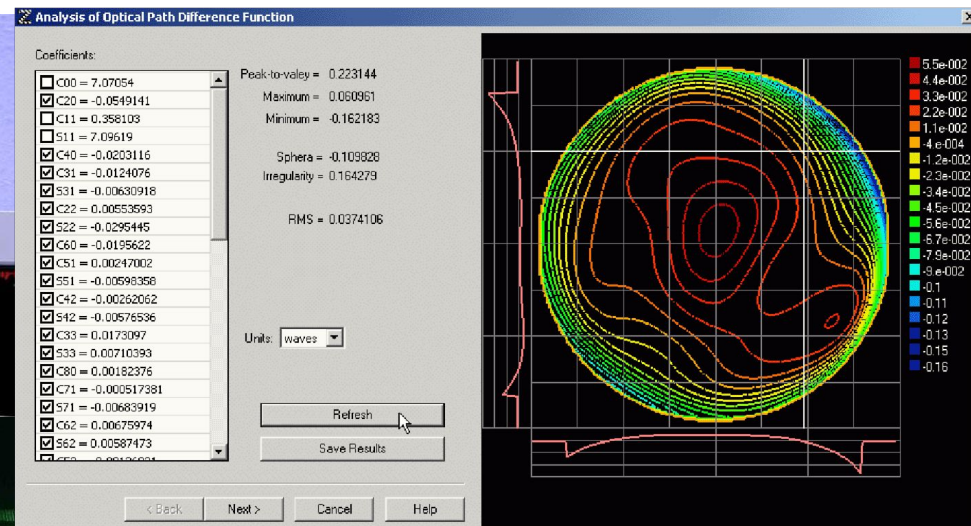 Analysis of Optical Path Difference Function
Coefficients:
C00 = 7.07054
C20 = -0.0549141
C11 = 0.358103
S11 = 7.09619
C40 = -0.0203116
C31 = -0.0124076
S31 = -0.00630918
C22 = 0.00553593
S22 = -0.0295445
C60 = -0.0195622
C51 = 0.00247002
S51 = -0.00598358
C42 = -0.00262062
S42 = -0.00576536
C33 = 0.0173097
S33 = 0.00710393
C80 = 0.00182376
C71 = -0.000517381
S71 = -0.00683919
C62 = 0.00675974
S62 = 0.00587473
Peak-to-valey = 0.223144
Maximum = 0.060961
Minimum = -0.162183
Sphera = -0.109828
Irregularity = 0.164279
RMS = 0.0374106
Units: waves
Refresh
Save Results
< Back
Next >
Cancel
Help
5.5e-002
4.4e-002
3.3e-002
2.2e-002
1.1e-002
-4.e-004
-1.2e-002
-2.3e-002
-3.4e-002
-4.5e-002
-5.6e-002
-6.7e-002
-7.9e-002
-9.e-002
-0.1
-0.11
-0.12
-0.13
-0.15
-0.16